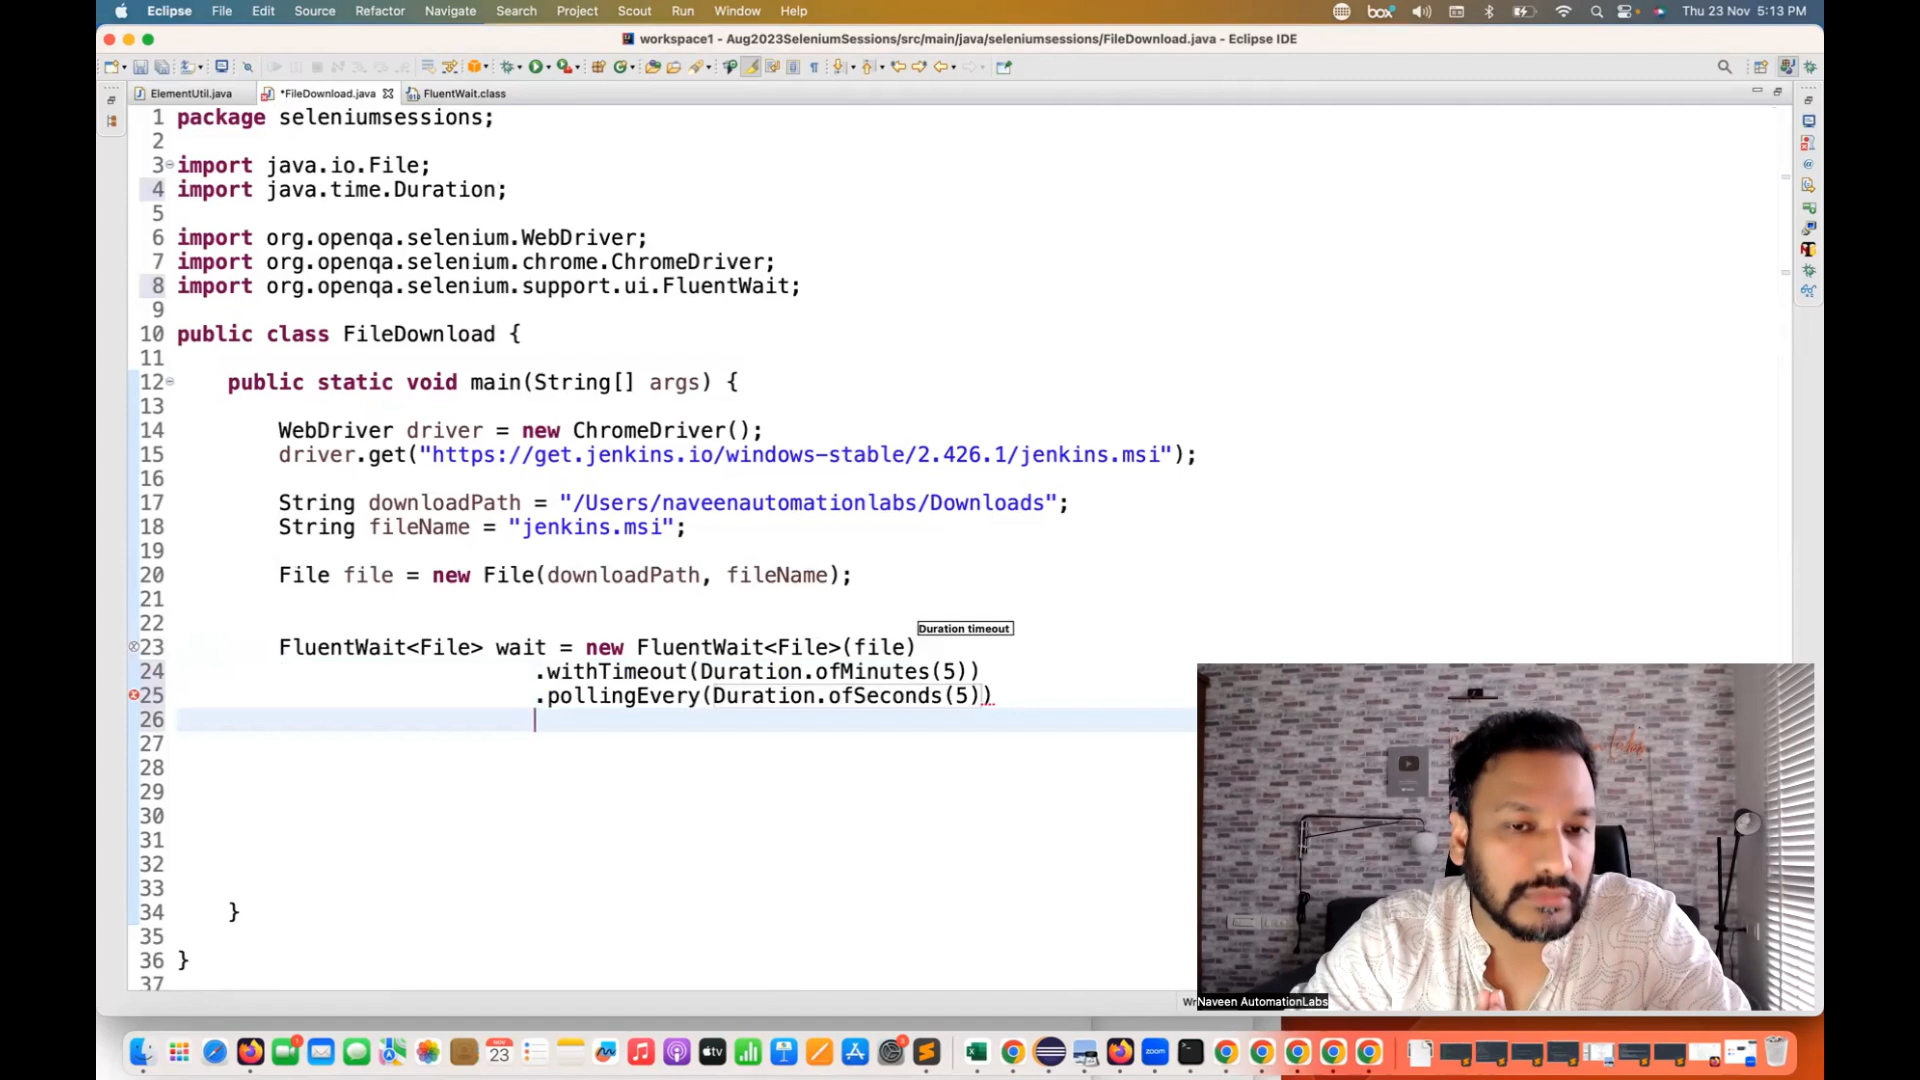 Eclipse File Edit Source Refactor Navigate Search Project Scout Run Window Help box Thu 23 Nov 5:13 PM
workspace1 - Aug2023SeleniumSessions/src/main/java/seleniumsessions/FileDownload.java - Eclipse IDE
ElementUtil.java *FileDownload.java FluentWait.class
1 package seleniumsessions;
2
3 import java.io.File;
4 import java.time.Duration;
5
6 import org.openqa.selenium.WebDriver;
7 import org.openqa.selenium.chrome.ChromeDriver;
8 import org.openqa.selenium.support.ui.FluentWait;
9
10 public class FileDownload {
11
12 public static void main(String[] args) {
13
14 WebDriver driver = new ChromeDriver();
15 driver.get("https://get.jenkins.io/windows-stable/2.426.1/jenkins.msi");
16
17 String downloadPath = "/Users/naveenautomationlabs/Downloads";
18 String fileName = "jenkins.msi";
19
20 File file = new File(downloadPath, fileName);
21
22
Duration timeout
23 FluentWait<File> wait = new FluentWait<File>(file)
24 .withTimeout(Duration.ofMinutes(5))
25 .pollingEvery(Duration.ofSeconds(5))
26
27
28
29
30
31
32
33
34 }
35
36 }
37
Naveen AutomationLabs
NOV
23
tv
zoom